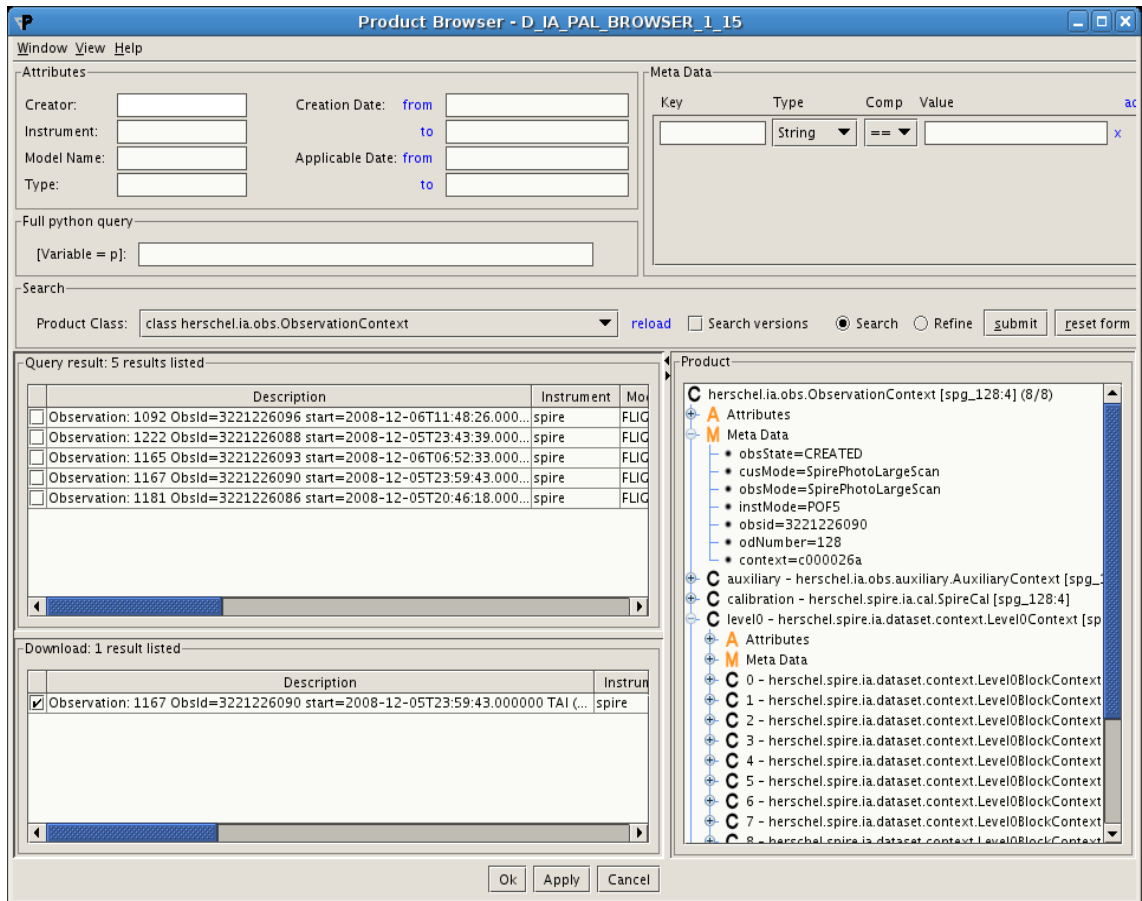 Product Browser - D_IA_PAL_BROWSER_1_15
Window View Help
Attributes
Creator:
Creation Date: from
Instrument:
to
Model Name:
Applicable Date: from
Type:
to
Meta Data
Key Type Comp Value
String == x
Full python query
[Variable = p]:
Search
Product Class: class herschel.ia.obs.ObservationContext reload Search versions Search Refine submit reset form
Query result: 5 results listed
Description Instrument
Observation: 1092 ObsId=3221226096 start=2008-12-06T11:48:26.000... spire FLIG
Observation: 1222 ObsId=3221226088 start=2008-12-05T23:43:39.000... spire FLIG
Observation: 1165 ObsId=3221226093 start=2008-12-06T06:52:33.000... spire FLIG
Observation: 1167 ObsId=3221226090 start=2008-12-05T23:59:43.000... spire FLIG
Observation: 1181 ObsId=3221226086 start=2008-12-05T20:46:18.000... spire FLIG
Download: 1 result listed
Description Instrum
Observation: 1167 ObsId=3221226090 start=2008-12-05T23:59:43.000000 TAI (... spire
Product
C herschel.ia.obs.ObservationContext [spg_128:4] (8/8)
A Attributes
M Meta Data
obsState=CREATED
cusMode=SpirePhotoLargeScan
obsMode=SpirePhotoLargeScan
instMode=POF5
obsid=3221226090
odNumber=128
context=c000026a
C auxiliary - herschel.ia.obs.auxiliary.AuxiliaryContext [spg_
C calibration - herschel.spire.ia.cal.SpireCal [spg_128:4]
C level0 - herschel.spire.ia.dataset.context.Level0Context [sp
A Attributes
M Meta Data
C 0 - herschel.spire.ia.dataset.context.Level0BlockContext
C 1 - herschel.spire.ia.dataset.context.Level0BlockContext
C 2 - herschel.spire.ia.dataset.context.Level0BlockContext
C 3 - herschel.spire.ia.dataset.context.Level0BlockContext
C 4 - herschel.spire.ia.dataset.context.Level0BlockContext
C 5 - herschel.spire.ia.dataset.context.Level0BlockContext
C 6 - herschel.spire.ia.dataset.context.Level0BlockContext
C 7 - herschel.spire.ia.dataset.context.Level0BlockContext
C 8 - herschel.spire.ia.dataset.context.Level0BlockContext
Ok Apply Cancel